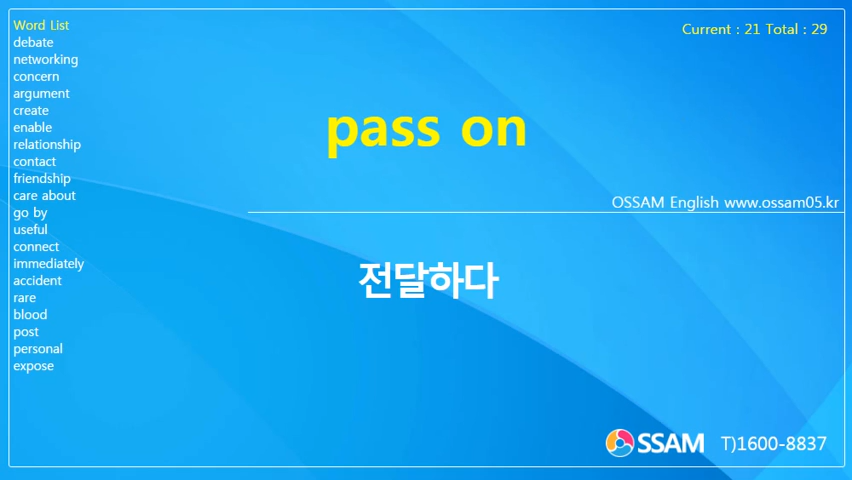 Word List
debate
networking
concern
argument
create
enable
relationship
contact
friendship
care about
go by
useful
connect
immediately
accident
rare
blood
post
personal
expose
Current : 21 Total : 29
pass on
OSSAM English www.ossam05.kr
전달하다
OSSAM T)1600-8837